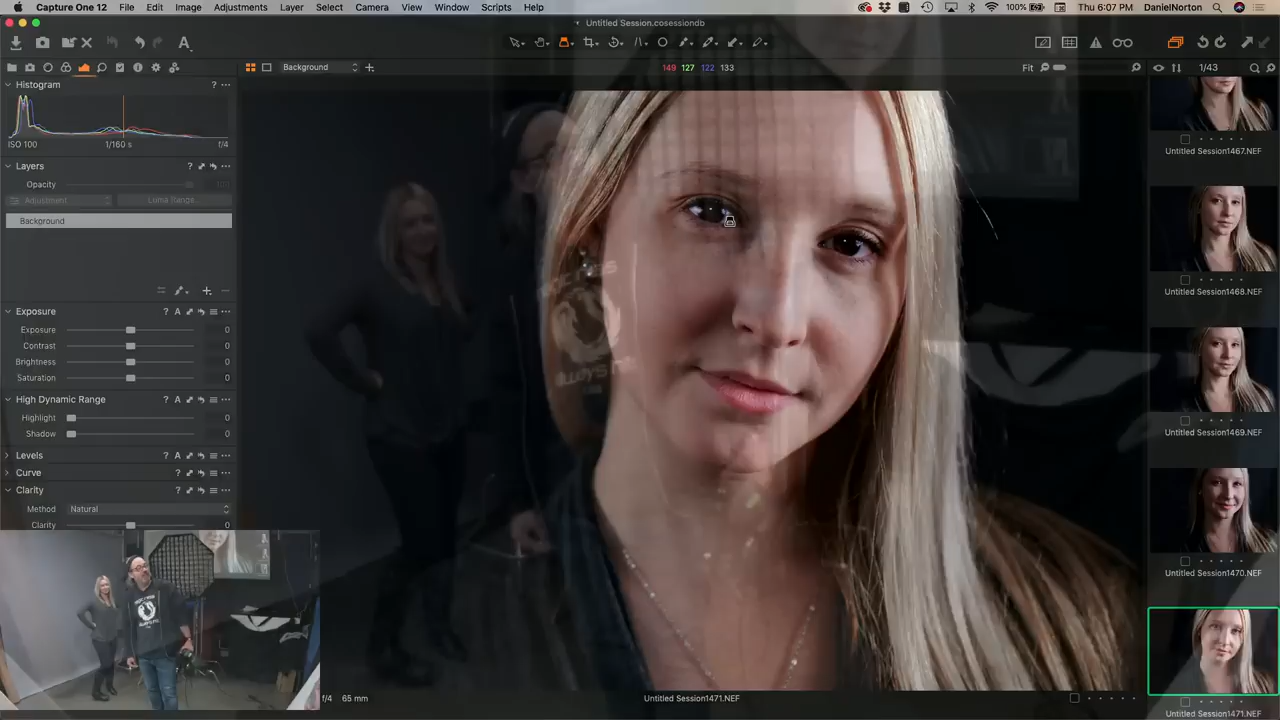 Capture One 12 File Edit Image Adjustments Layer Select Camera View Window Scripts Help
100% Thu 6:07 PM DanielNorton
Untitled Session.cosessiondb
Background
149 127 122 133
Fit
1/43
Histogram
ISO 100 1/160 s f/4
Layers
Opacity
Adjustment
Luma Range...
Background
Exposure
Exposure 0
Contrast 0
Brightness 0
Saturation 0
High Dynamic Range
Highlight 0
Shadow 0
Levels
Curve
Clarity
Method Natural
Clarity 0
f/4 65 mm
Untitled Session1471.NEF
Untitled Session1467.NEF
Untitled Session1468.NEF
Untitled Session1469.NEF
Untitled Session1470.NEF
Untitled Session1471.NEF